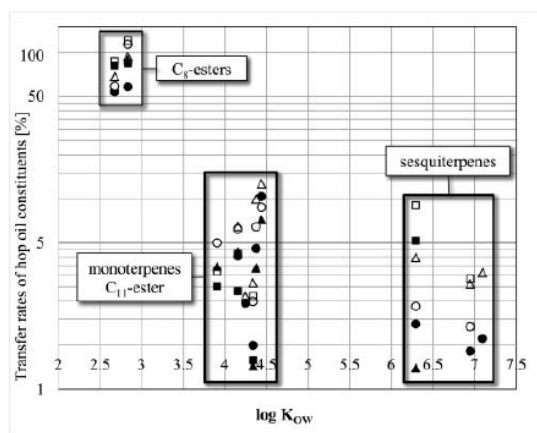 Transfer rates of hop oil constituents [%]
100
50
5
1
C₈-esters
monoterpenes
C₁₁-ester
sesquiterpenes
2 2.5 3 3.5 4 4.5 5 5.5 6 6.5 7 7.5
log K_OW